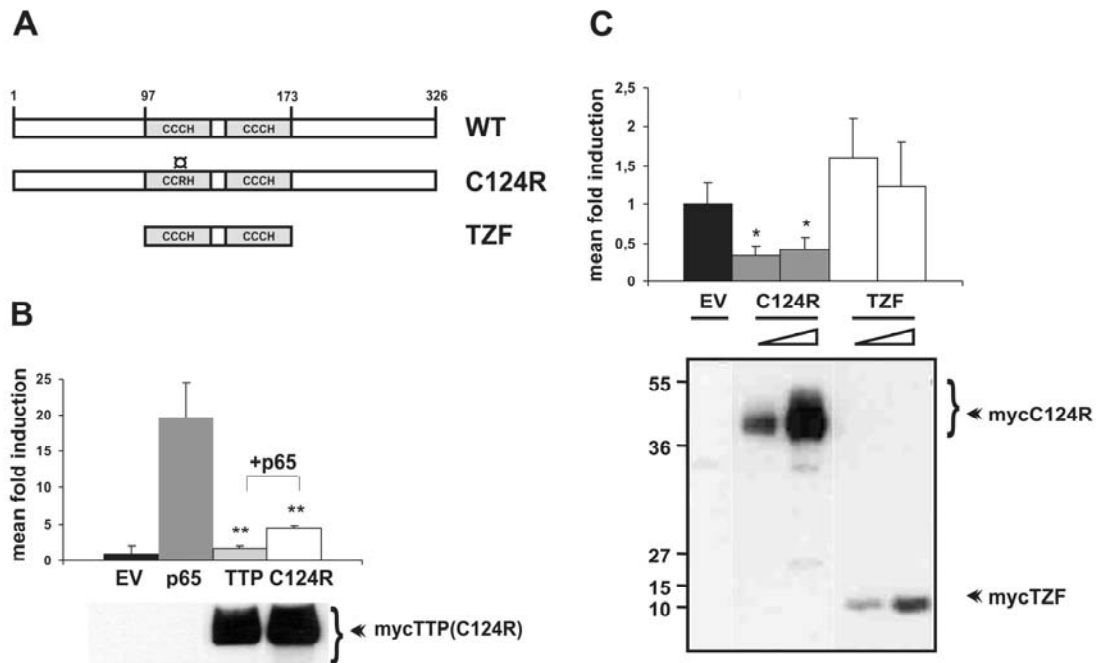 A
1 97 173 326
CCCH CCCH WT
¤
CCRH CCCH C124R
CCCH CCCH TZF
B
mean fold induction
25
20
15
10
5
0
+p65
** **
EV p65 TTP C124R
mycTTP(C124R)
C
mean fold induction
2,5
2
1,5
1
0,5
0
* *
EV C124R TZF
55
36
27
15
10
mycC124R
mycTZF